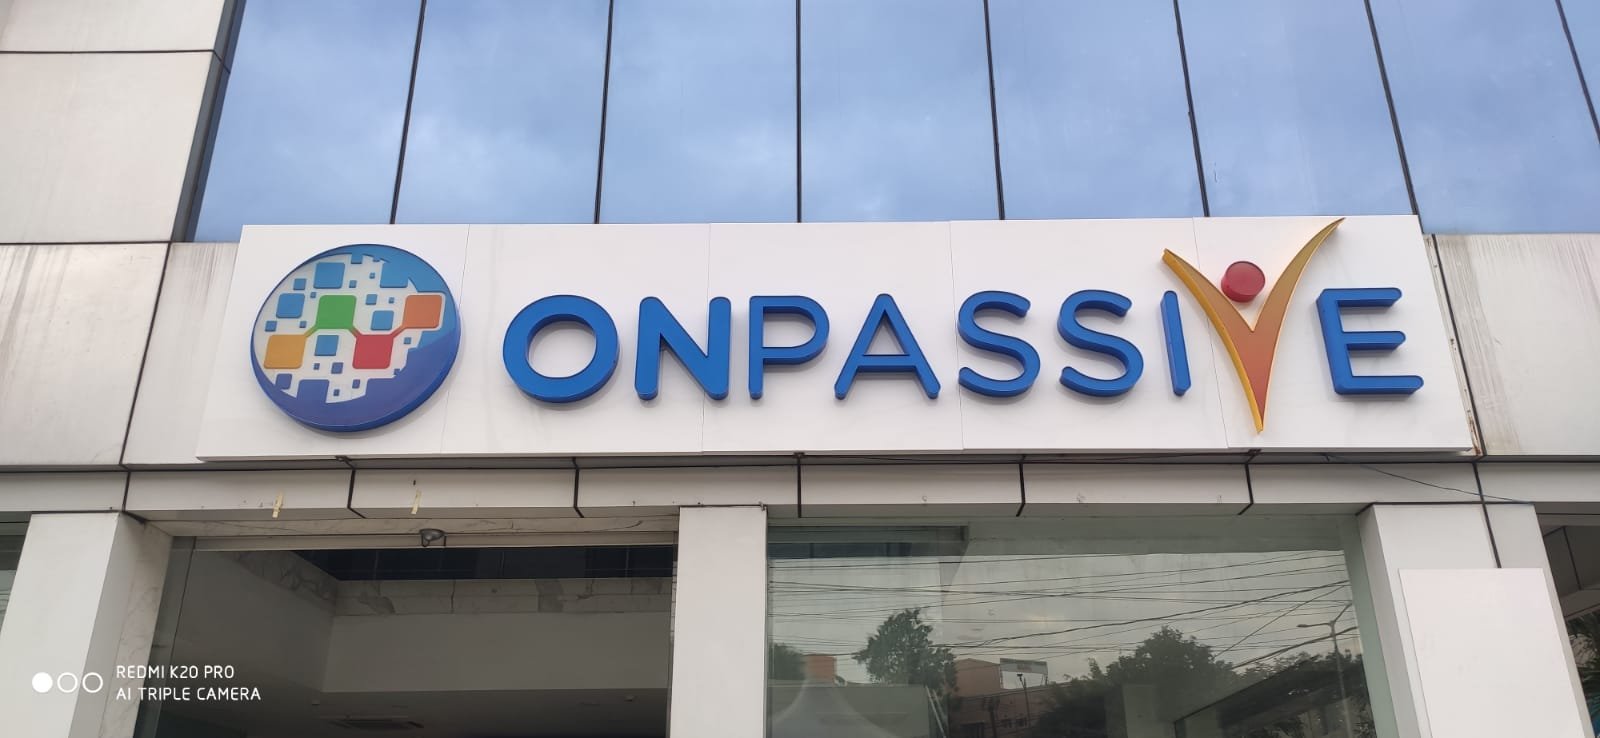 ONPASSIVE
REDMI K20 PRO
AI TRIPLE CAMERA